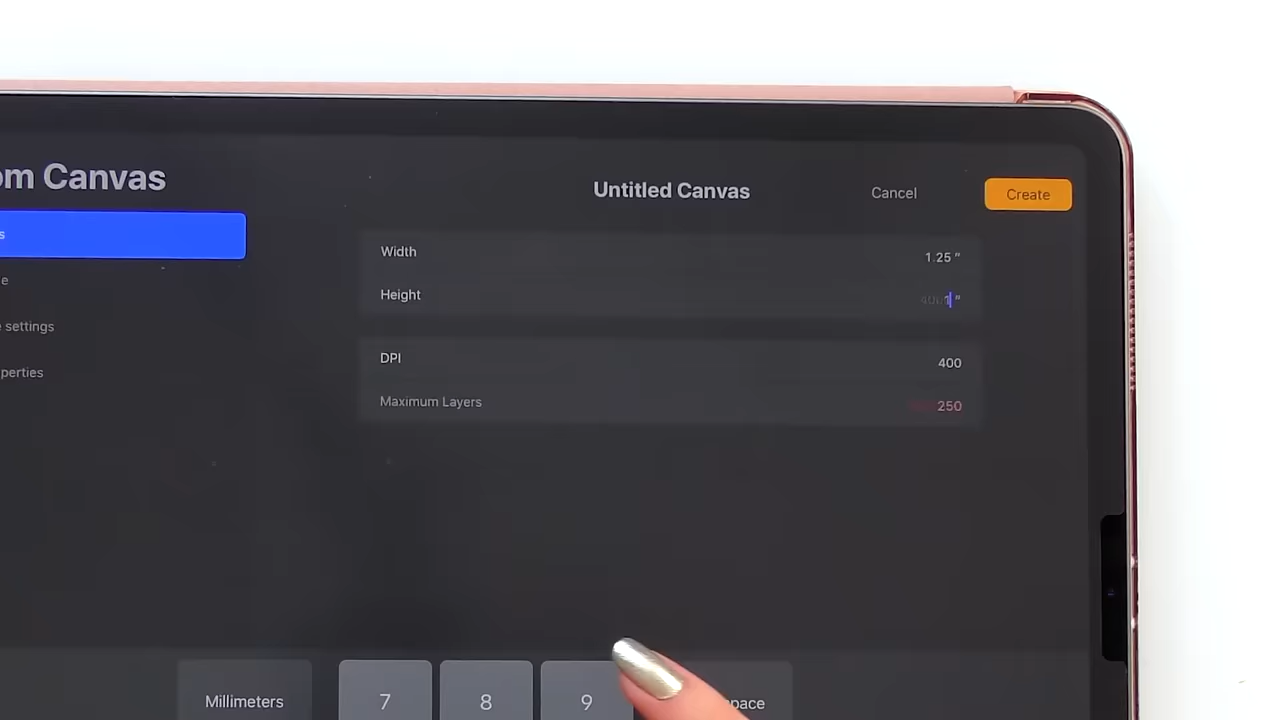 om Canvas
Untitled Canvas
Cancel
Create
s
Width
1.25 "
e
Height
1 "
e settings
DPI
400
perties
Maximum Layers
250
Millimeters
7
8
9
pace